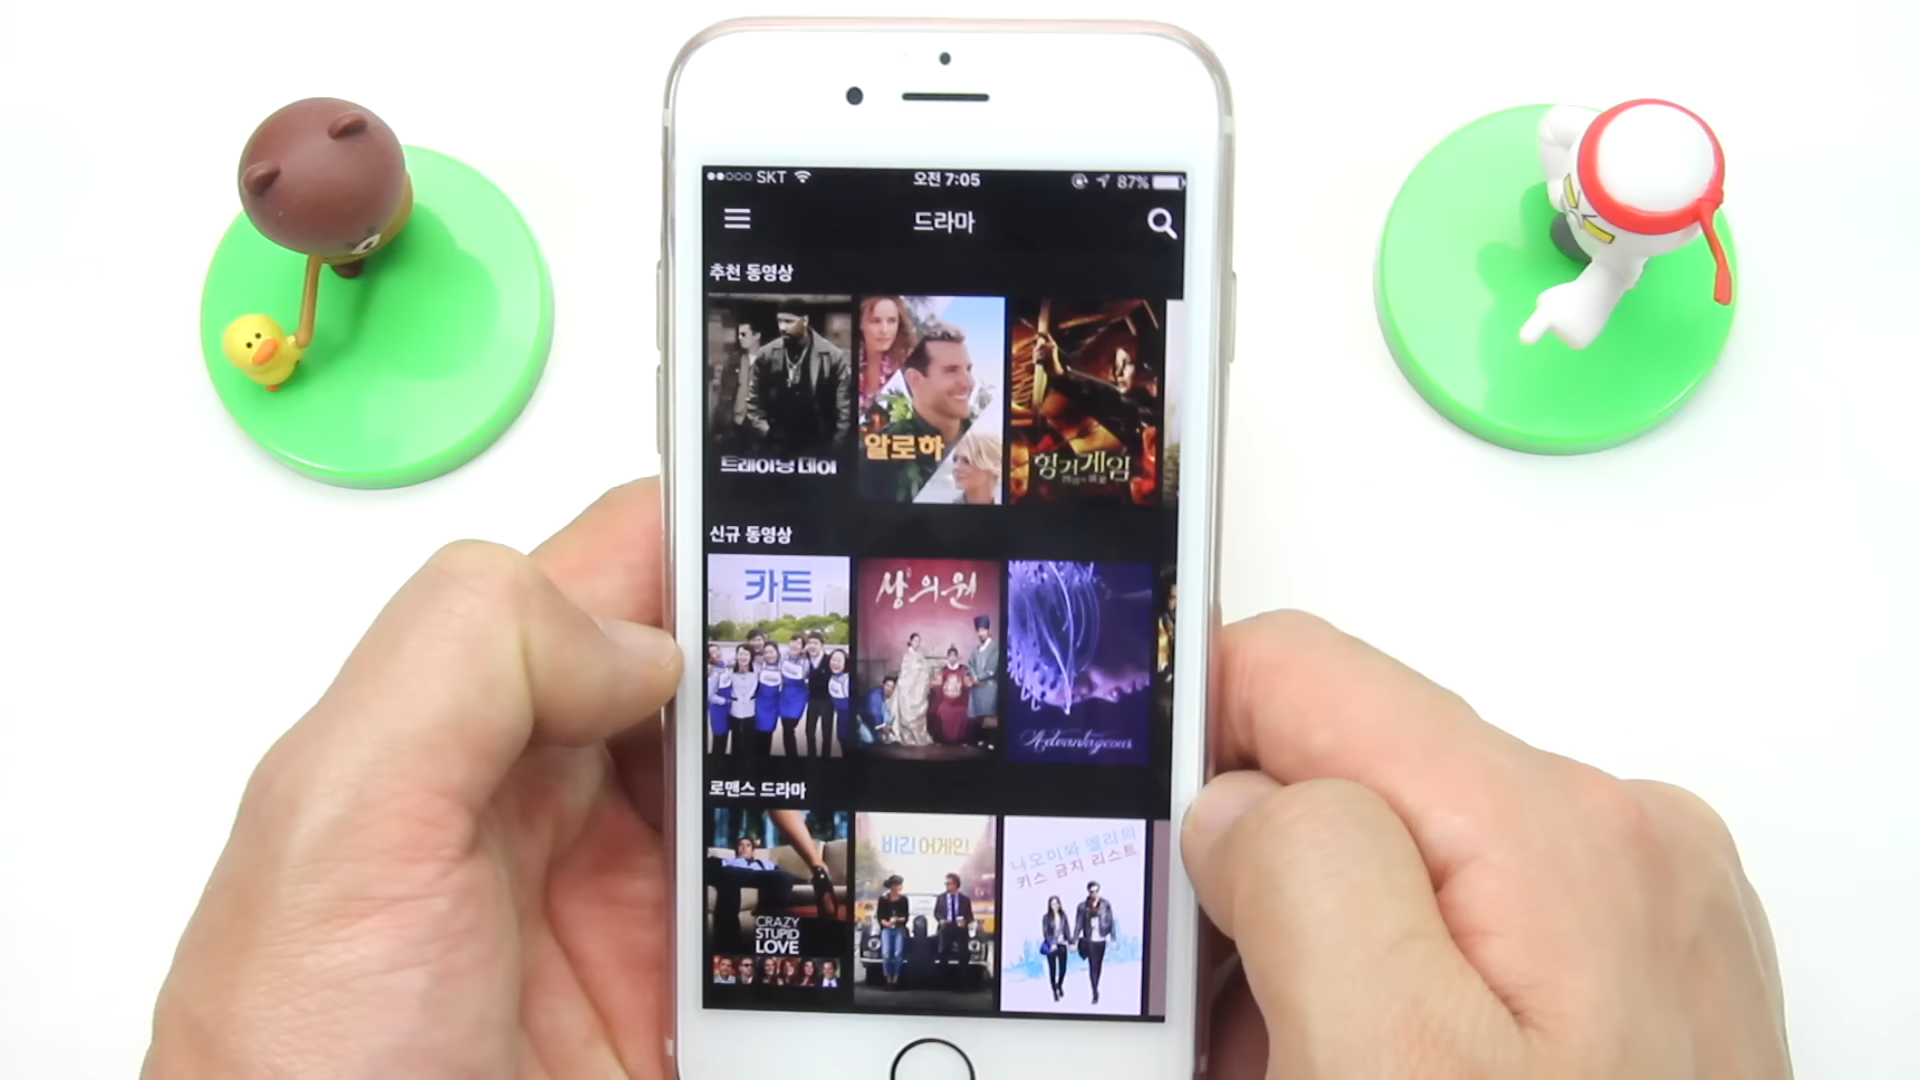 SKT 오전 7:05 87%
드라마
추천 동영상
트레이닝 데이
알로하
헝거게임
신규 동영상
카트
상의원
Advantageous
로맨스 드라마
CRAZY
STUPID
LOVE
비긴 어게인
나오미와 엘리의
키스 금지 리스트